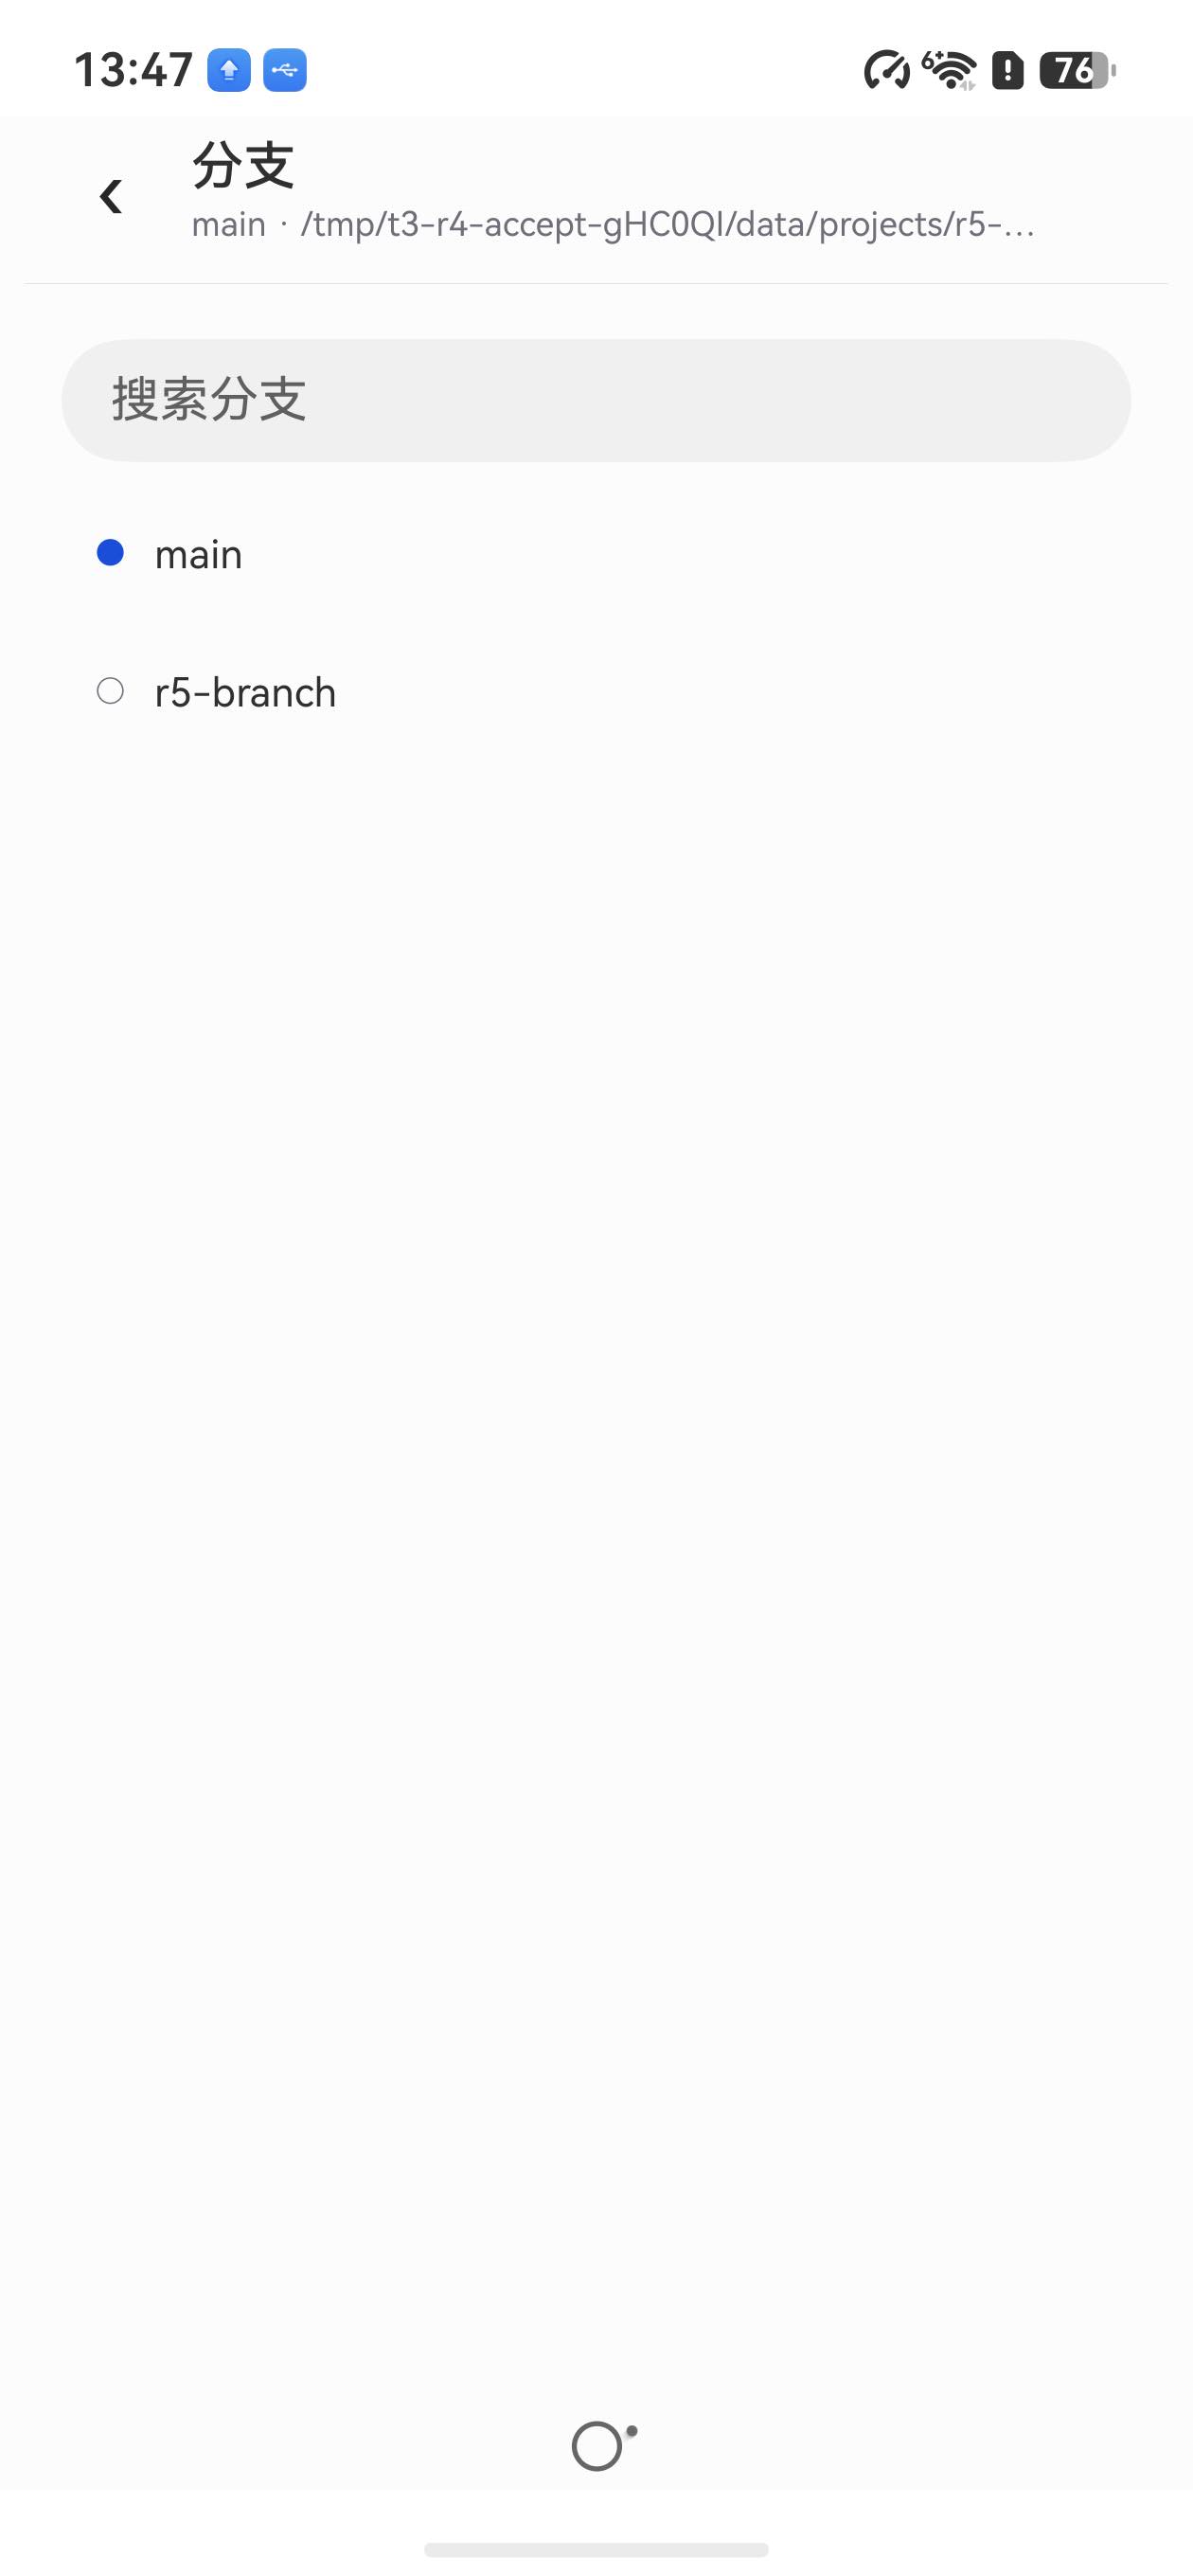 13:47
76
分支
main · /tmp/t3-r4-accept-gHC0QI/data/projects/r5-...
搜索分支
main
r5-branch